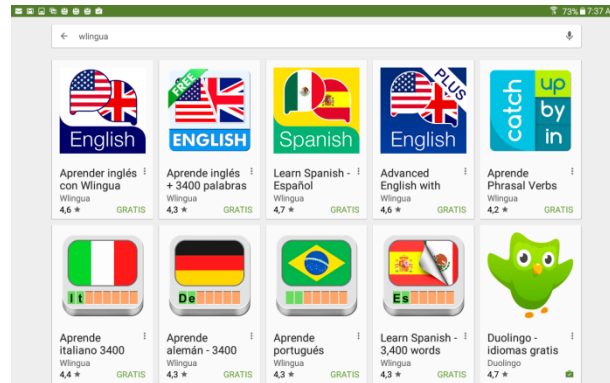 73% 7:37 A
wlingua
English
FREE
ENGLISH
Spanish
PLUS
English
catch
up
by
in
Aprender inglés
con Wlingua
Wlingua
4,6 ★ GRATIS
Aprende inglés
+ 3400 palabras
Wlingua
4,3 ★ GRATIS
Learn Spanish -
Español
Wlingua
4,7 ★ GRATIS
Advanced
English with
Wlingua
4,6 ★ GRATIS
Aprende
Phrasal Verbs
Wlingua
4,2 ★ GRATIS
It
De
Es
Aprende
italiano 3400
Wlingua
4,4 ★ GRATIS
Aprende
alemán - 3400
Wlingua
4,3 ★ GRATIS
Aprende
portugués
Wlingua
4,3 ★ GRATIS
Learn Spanish -
3,400 words
Wlingua
4,3 ★ GRATIS
Duolingo -
idiomas gratis
Duolingo
4,7 ★